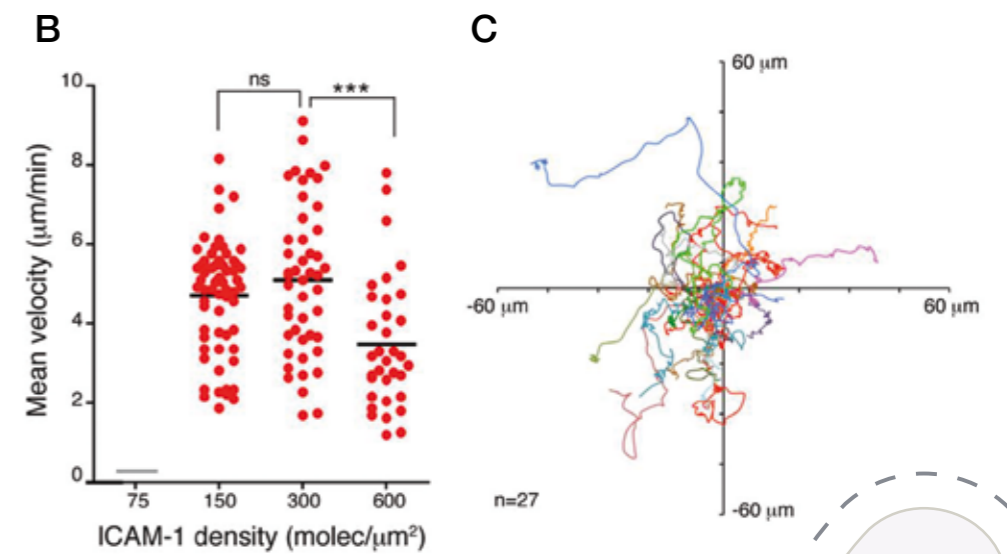 B
Mean velocity (μm/min)
10
8
6
4
2
0
ns
***
75 150 300 600
ICAM-1 density (molec/μm²)
C
60 μm
-60 μm
60 μm
-60 μm
n=27